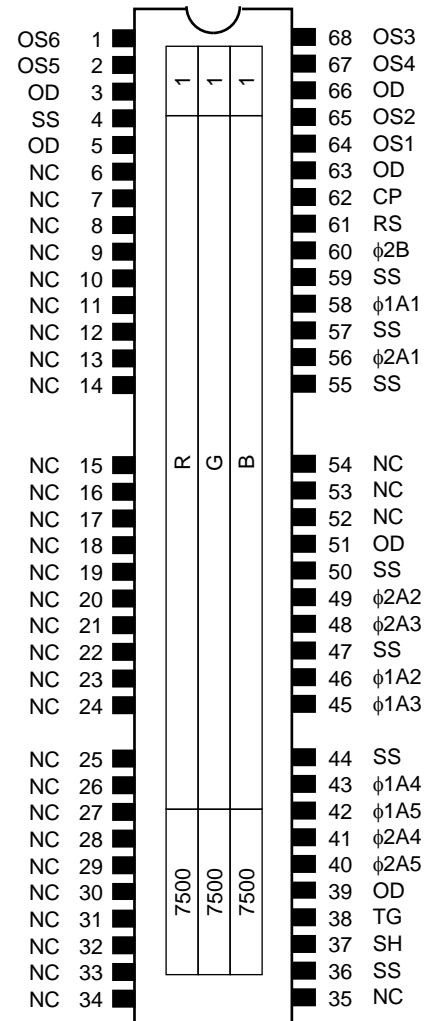 OS6 1 68 OS3
OS5 2 67 OS4
OD 3 66 OD
SS 4 65 OS2
OD 5 64 OS1
NC 6 63 OD
NC 7 62 CP
NC 8 61 RS
NC 9 60 ϕ2B
NC 10 59 SS
NC 11 58 ϕ1A1
NC 12 57 SS
NC 13 56 ϕ2A1
NC 14 55 SS
NC 15 54 NC
NC 16 53 NC
NC 17 52 NC
NC 18 51 OD
NC 19 50 SS
NC 20 49 ϕ2A2
NC 21 48 ϕ2A3
NC 22 47 SS
NC 23 46 ϕ1A2
NC 24 45 ϕ1A3
NC 25 44 SS
NC 26 43 ϕ1A4
NC 27 42 ϕ1A5
NC 28 41 ϕ2A4
NC 29 40 ϕ2A5
NC 30 39 OD
NC 31 38 TG
NC 32 37 SH
NC 33 36 SS
NC 34 35 NC
1 1 1
R G B
7500 7500 7500